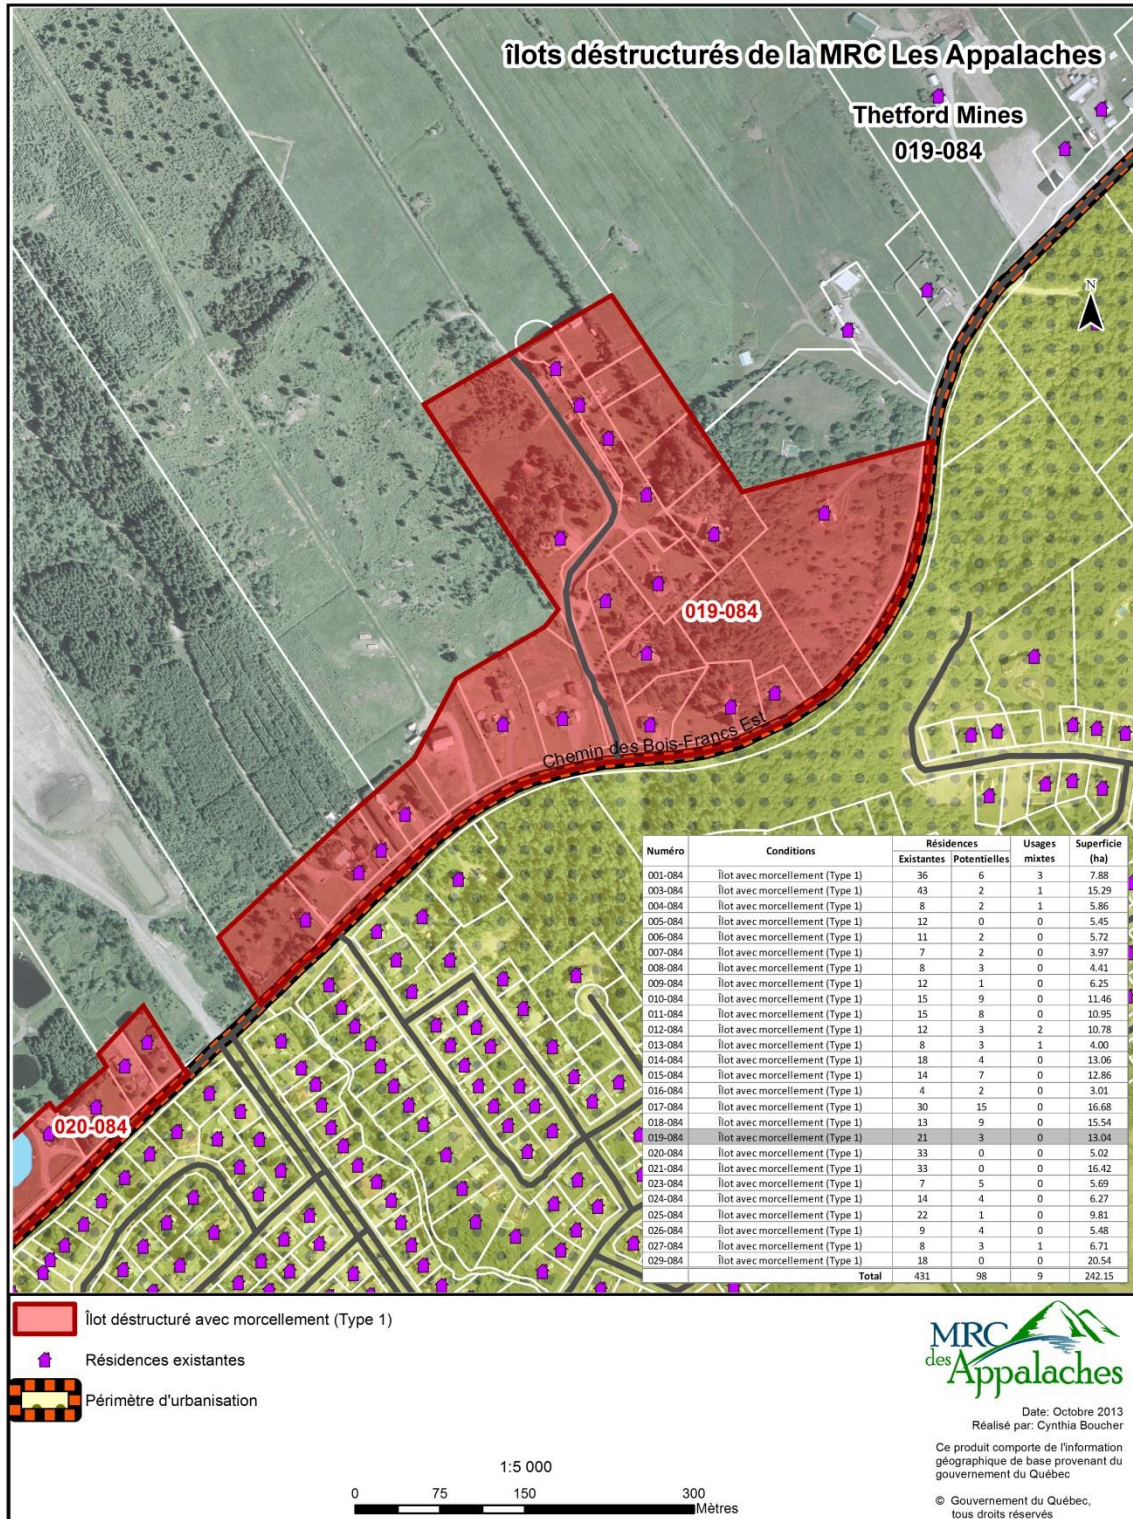 îlots déstructurés de la MRC Les Appalaches
Thetford Mines
019-084
N
019-084
Chemin des Bois-Francs Est
020-084
Numéro Conditions Résidences Usages mixtes Superficie (ha)
Existantes Potentielles
001-084 Îlot avec morcellement (Type 1) 36 6 3 7.88
003-084 Îlot avec morcellement (Type 1) 43 2 1 15.29
004-084 Îlot avec morcellement (Type 1) 8 2 1 5.86
005-084 Îlot avec morcellement (Type 1) 12 0 0 5.45
006-084 Îlot avec morcellement (Type 1) 11 2 0 5.72
007-084 Îlot avec morcellement (Type 1) 7 2 0 3.97
008-084 Îlot avec morcellement (Type 1) 8 3 0 4.41
009-084 Îlot avec morcellement (Type 1) 12 1 0 6.25
010-084 Îlot avec morcellement (Type 1) 15 9 0 11.46
011-084 Îlot avec morcellement (Type 1) 15 8 0 10.95
012-084 Îlot avec morcellement (Type 1) 12 3 2 10.78
013-084 Îlot avec morcellement (Type 1) 8 3 1 4.00
014-084 Îlot avec morcellement (Type 1) 18 4 0 13.06
015-084 Îlot avec morcellement (Type 1) 14 7 0 12.86
016-084 Îlot avec morcellement (Type 1) 4 2 0 3.01
017-084 Îlot avec morcellement (Type 1) 30 15 0 16.68
018-084 Îlot avec morcellement (Type 1) 13 9 0 15.54
019-084 Îlot avec morcellement (Type 1) 21 3 0 13.04
020-084 Îlot avec morcellement (Type 1) 33 0 0 5.02
021-084 Îlot avec morcellement (Type 1) 33 0 0 16.42
023-084 Îlot avec morcellement (Type 1) 7 5 0 5.69
024-084 Îlot avec morcellement (Type 1) 14 4 0 6.27
025-084 Îlot avec morcellement (Type 1) 22 1 0 9.81
026-084 Îlot avec morcellement (Type 1) 9 4 0 5.48
027-084 Îlot avec morcellement (Type 1) 8 3 1 6.71
029-084 Îlot avec morcellement (Type 1) 18 0 0 20.54
Total 431 98 9 242.15
Îlot déstructuré avec morcellement (Type 1)
Résidences existantes
Périmètre d'urbanisation
1:5 000
0 75 150 300
Mètres
MRC
des Appalaches
Date: Octobre 2013
Réalisé par: Cynthia Boucher
Ce produit comporte de l'information
géographique de base provenant du
gouvernement du Québec
© Gouvernement du Québec,
tous droits réservés